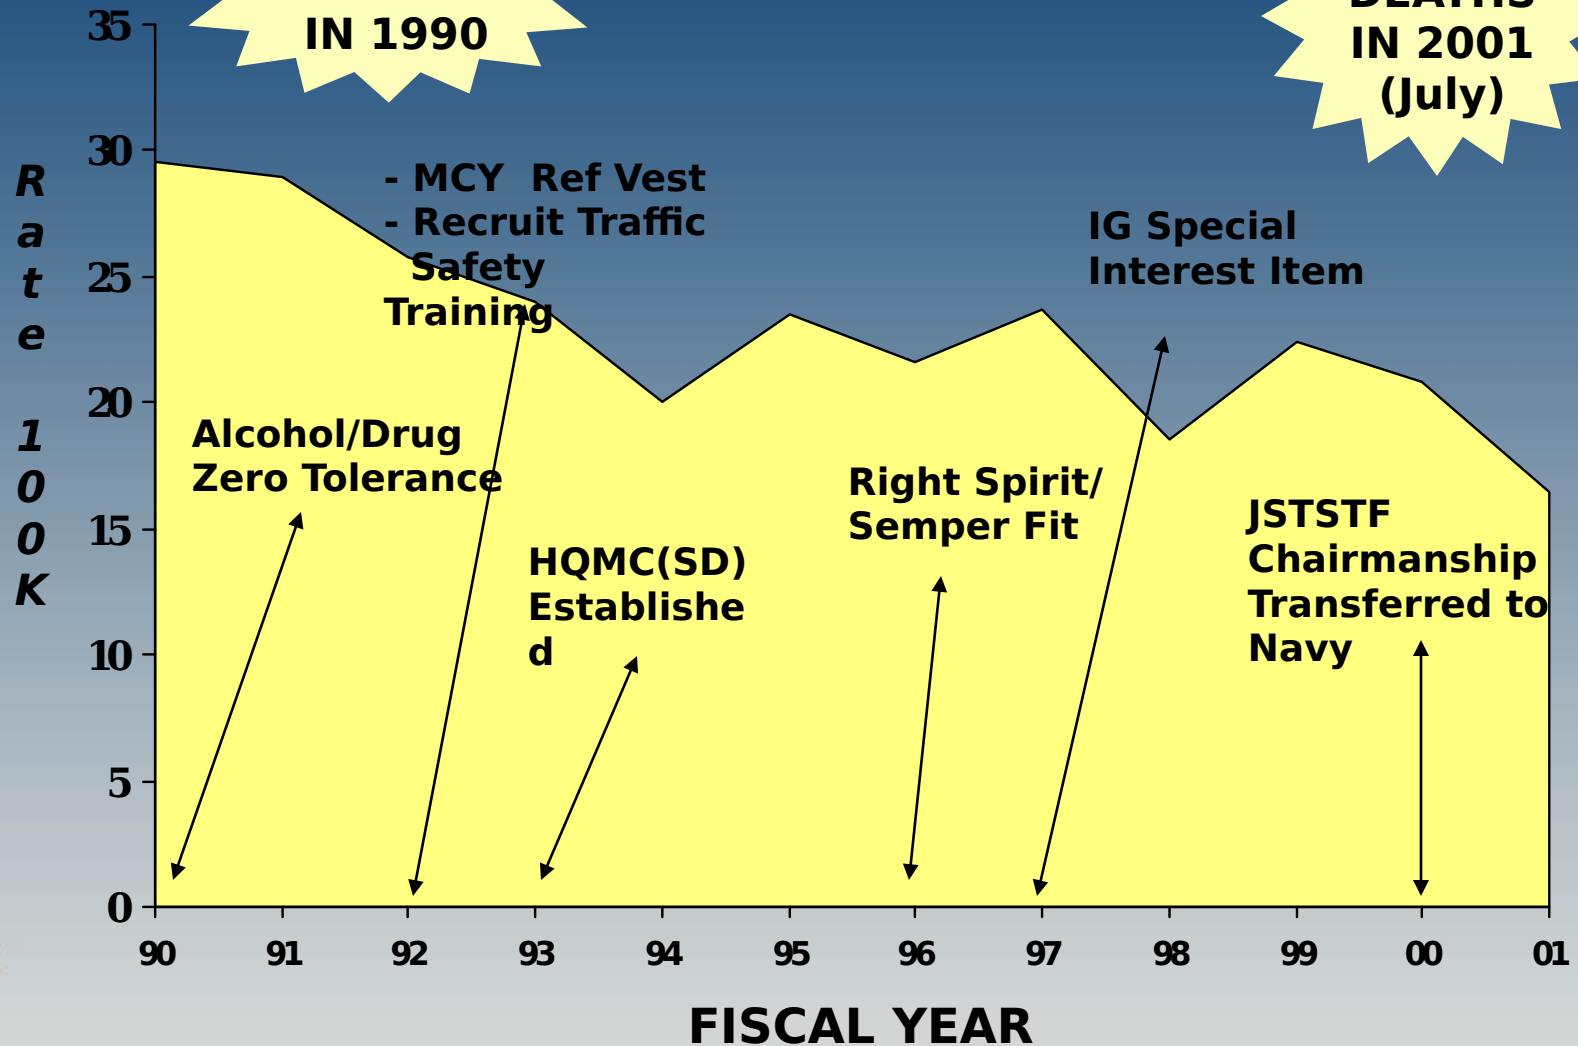 IN 1990
DEATHS
IN 2001
(July)
35
30
25
20
15
10
5
0
R
a
t
e
1
0
0
K
- MCY Ref Vest
- Recruit Traffic
Safety
Training
IG Special
Interest Item
Alcohol/Drug
Zero Tolerance
Right Spirit/
Semper Fit
HQMC(SD)
Establishe
d
JSTSTF
Chairmanship
Transferred to
Navy
90 91 92 93 94 95 96 97 98 99 00 01
FISCAL YEAR